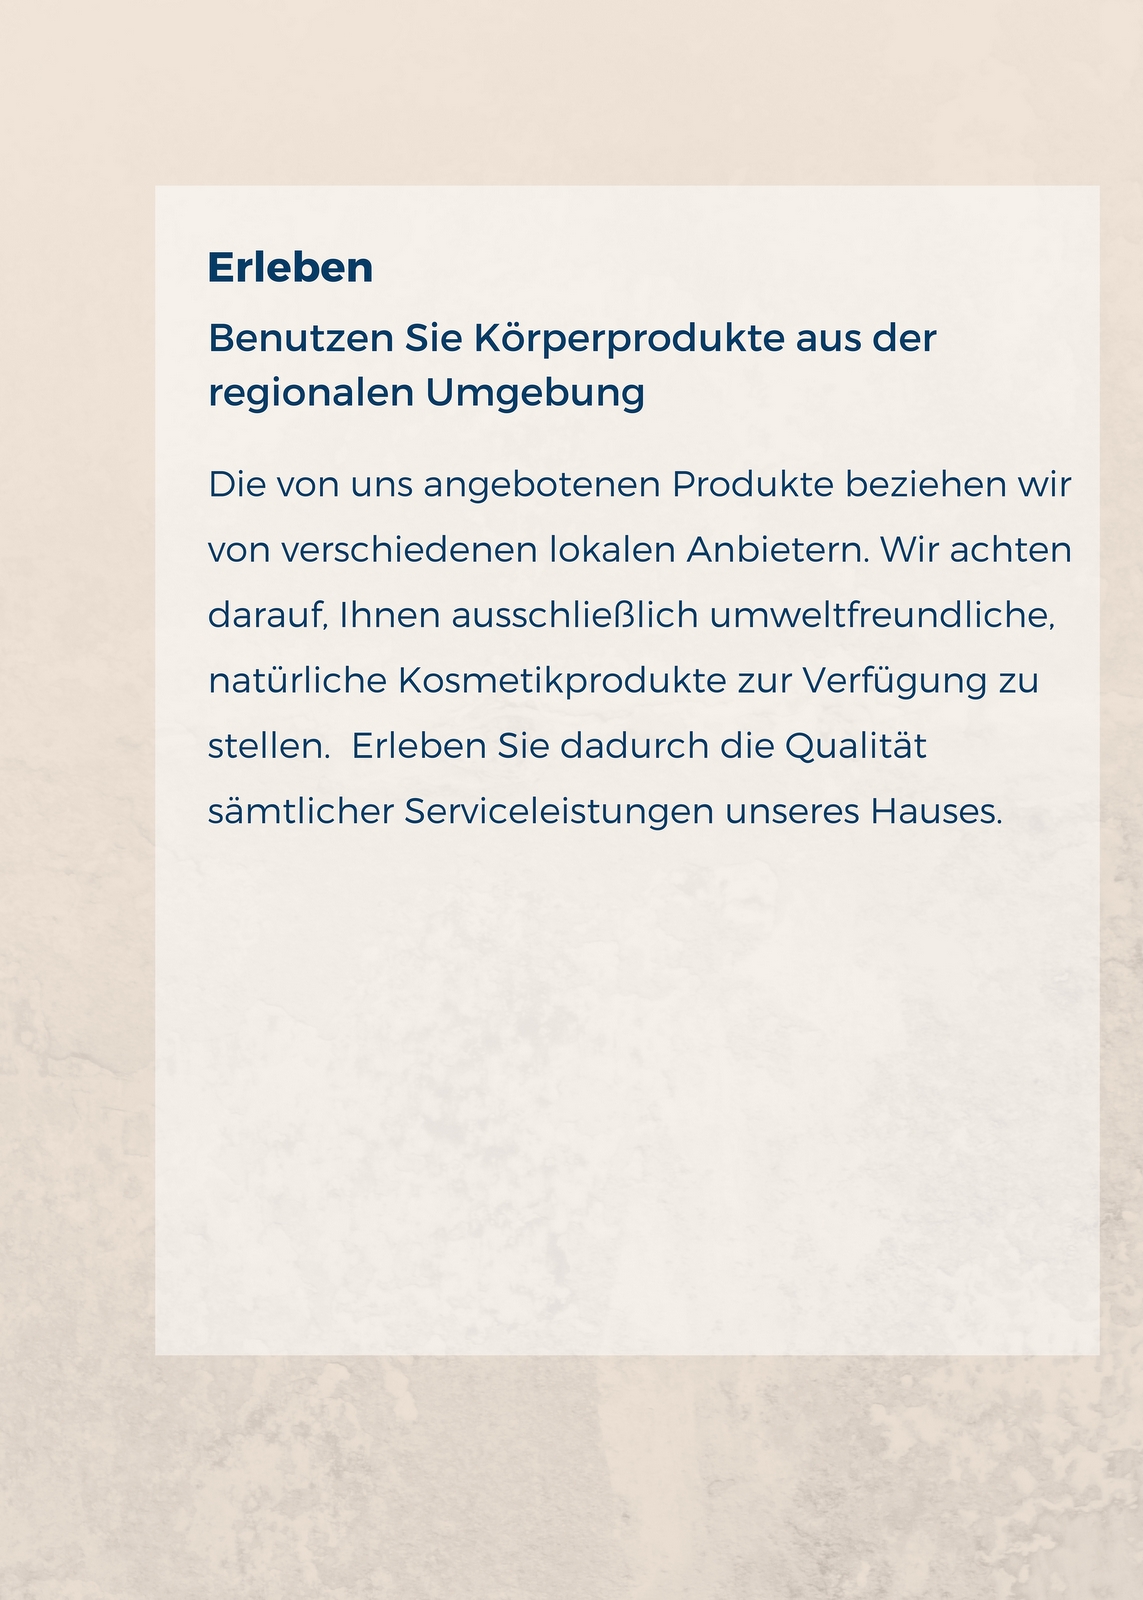 Erleben
Benutzen Sie Körperprodukte aus der
regionalen Umgebung
Die von uns angebotenen Produkte beziehen wir
von verschiedenen lokalen Anbietern. Wir achten
darauf, Ihnen ausschließlich umweltfreundliche,
natürliche Kosmetikprodukte zur Verfügung zu
stellen.  Erleben Sie dadurch die Qualität
sämtlicher Serviceleistungen unseres Hauses.